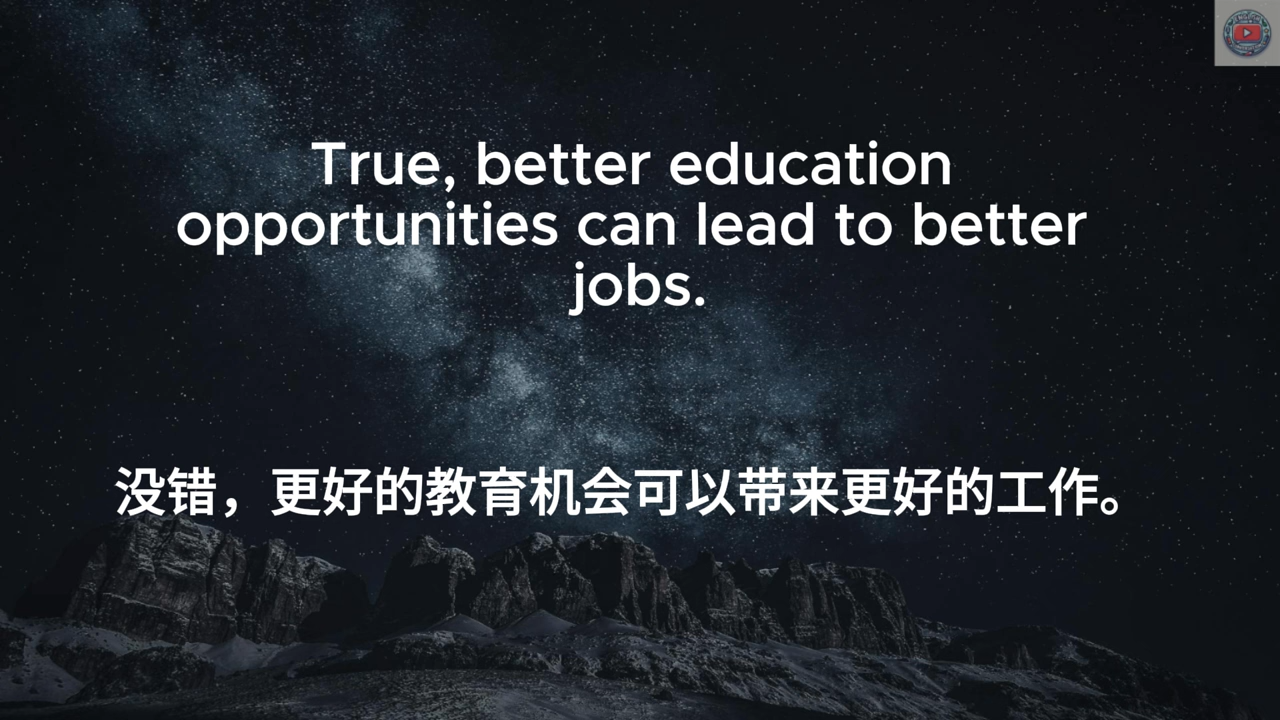 True, better education
opportunities can lead to better
jobs.
没错，更好的教育机会可以带来更好的工作。